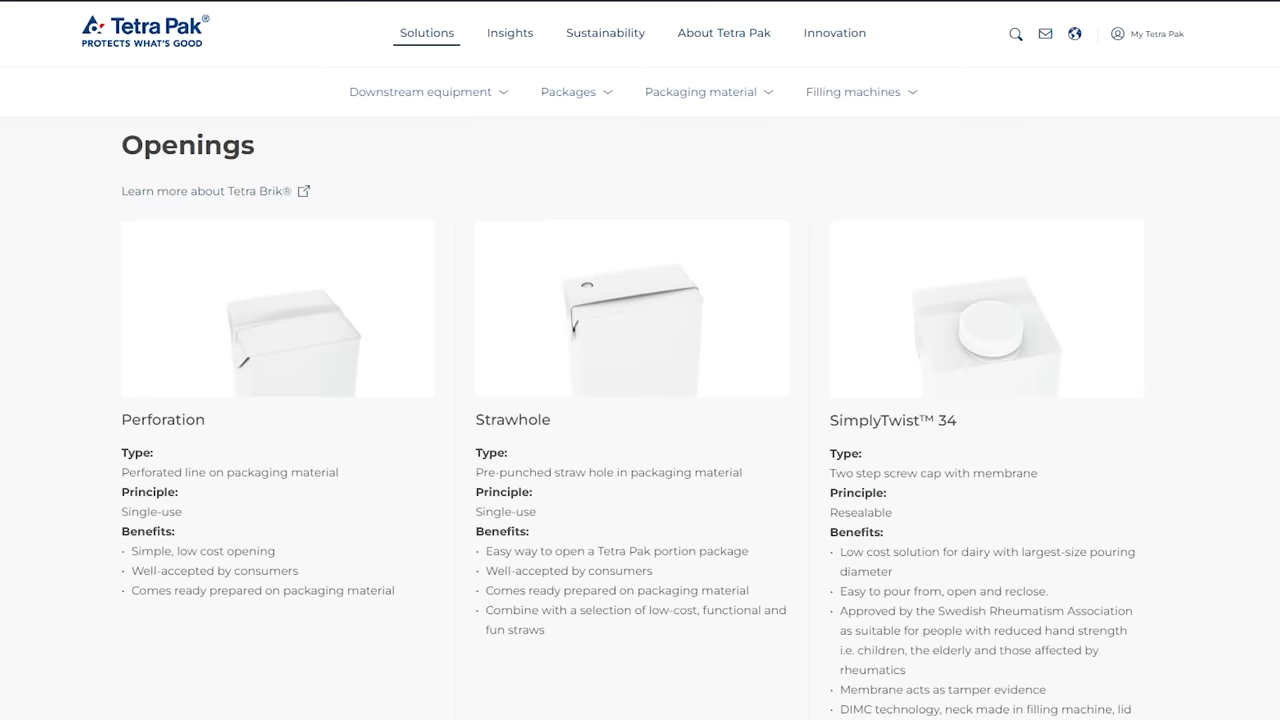 Tetra Pak®
PROTECTS WHAT'S GOOD
Solutions
Insights
Sustainability
About Tetra Pak
Innovation
My Tetra Pak
Downstream equipment
Packages
Packaging material
Filling machines
Openings
Learn more about Tetra Brik®
Perforation
Type:
Perforated line on packaging material
Principle:
Single-use
Benefits:
· Simple, low cost opening
· Well-accepted by consumers
· Comes ready prepared on packaging material
Strawhole
Type:
Pre-punched straw hole in packaging material
Principle:
Single-use
Benefits:
· Easy way to open a Tetra Pak portion package
· Well-accepted by consumers
· Comes ready prepared on packaging material
· Combine with a selection of low-cost, functional and
fun straws
SimplyTwist™ 34
Type:
Two step screw cap with membrane
Principle:
Resealable
Benefits:
· Low cost solution for dairy with largest-size pouring
diameter
· Easy to pour from, open and reclose.
· Approved by the Swedish Rheumatism Association
as suitable for people with reduced hand strength
i.e. children, the elderly and those affected by
rheumatics
· Membrane acts as tamper evidence
· DIMC technology, neck made in filling machine, lid